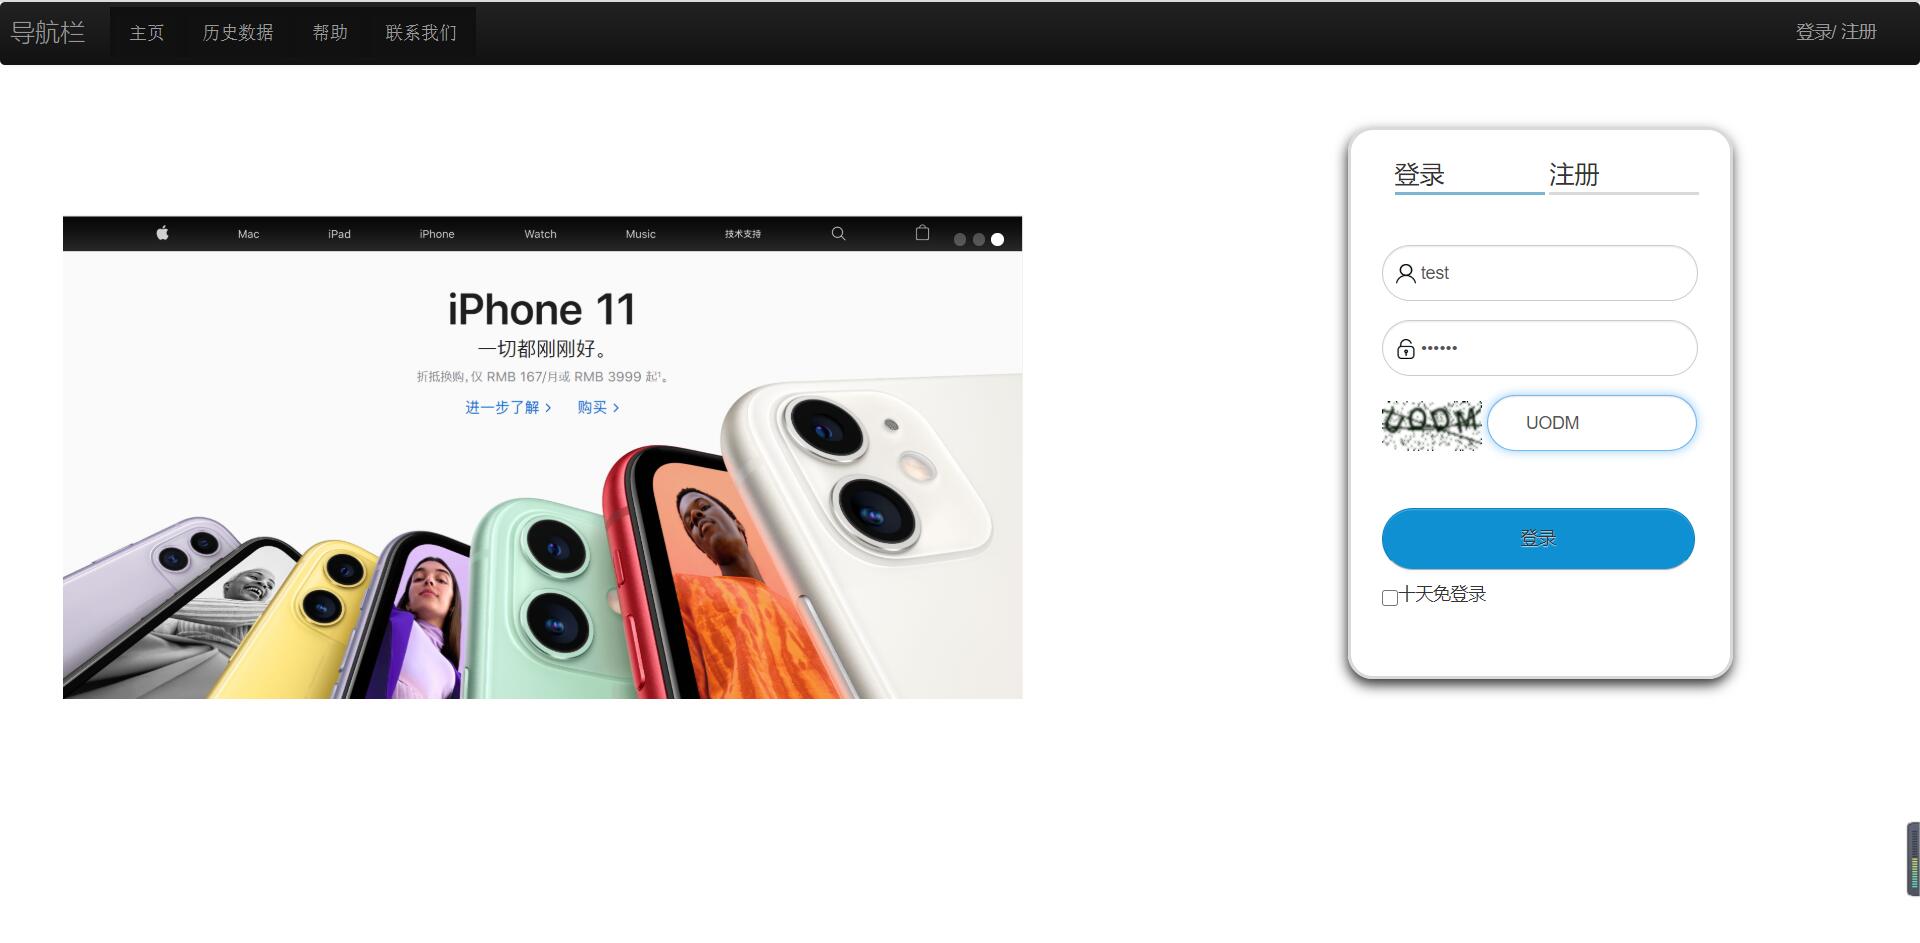 导航栏 主页 历史数据 帮助 联系我们 登录/ 注册
登录 注册
Mac iPad iPhone Watch Music 技术支持
iPhone 11
一切都刚刚好。
折抵换购,仅 RMB 167/月或 RMB 3999 起¹。
进一步了解 > 购买 >
test
••••••
UODM UODM
登录
十天免登录